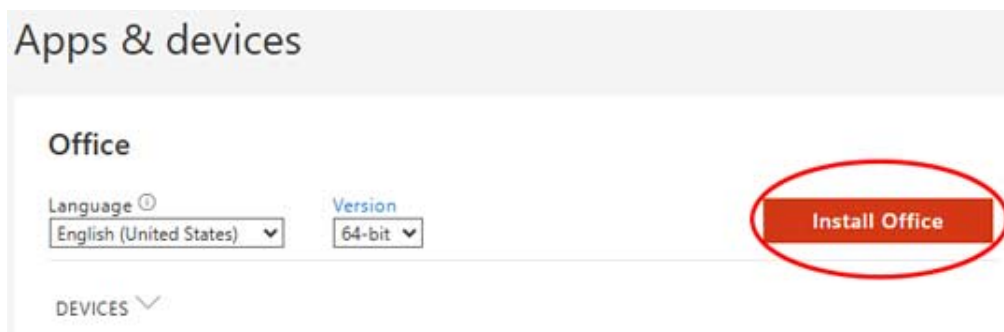 Apps & devices
Office
Language ⓘ
Version
English (United States)
64-bit
Install Office
DEVICES